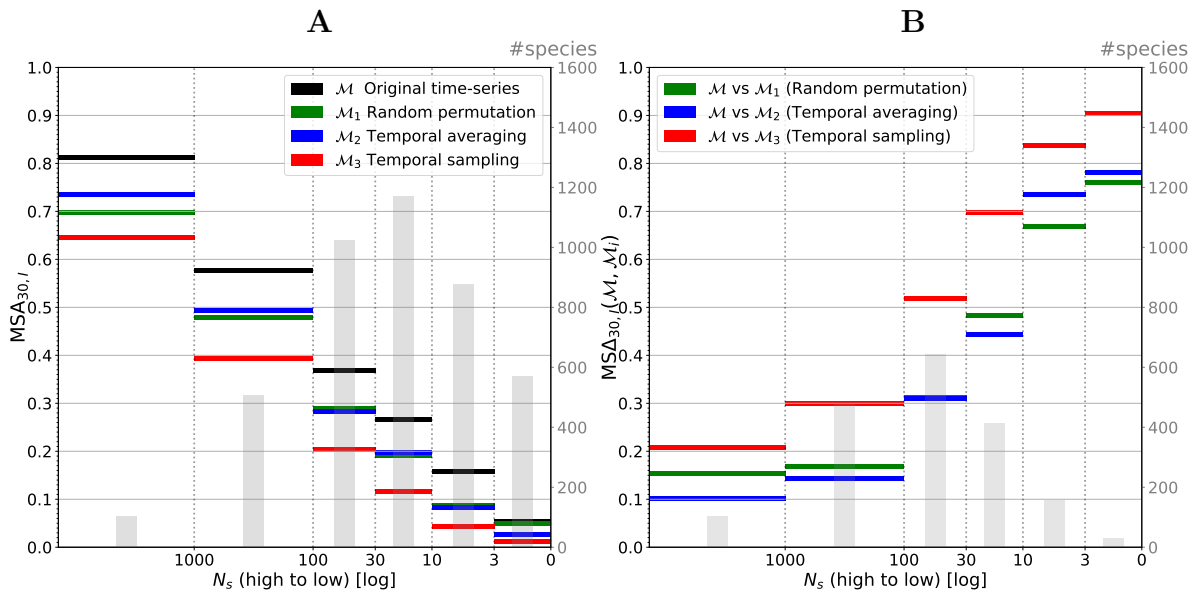 A
#species
1.0
0.9
0.8
0.7
0.6
0.5
0.4
0.3
0.2
0.1
0.0
MSA30, I
1600
1400
1200
1000
800
600
400
200
0
ℳ Original time-series
ℳ1 Random permutation
ℳ2 Temporal averaging
ℳ3 Temporal sampling
1000 100 30 10 3 0
Ns (high to low) [log]
B
#species
1.0
0.9
0.8
0.7
0.6
0.5
0.4
0.3
0.2
0.1
0.0
MSΔ30, I(ℳ, ℳi)
1600
1400
1200
1000
800
600
400
200
0
ℳ vs ℳ1 (Random permutation)
ℳ vs ℳ2 (Temporal averaging)
ℳ vs ℳ3 (Temporal sampling)
1000 100 30 10 3 0
Ns (high to low) [log]